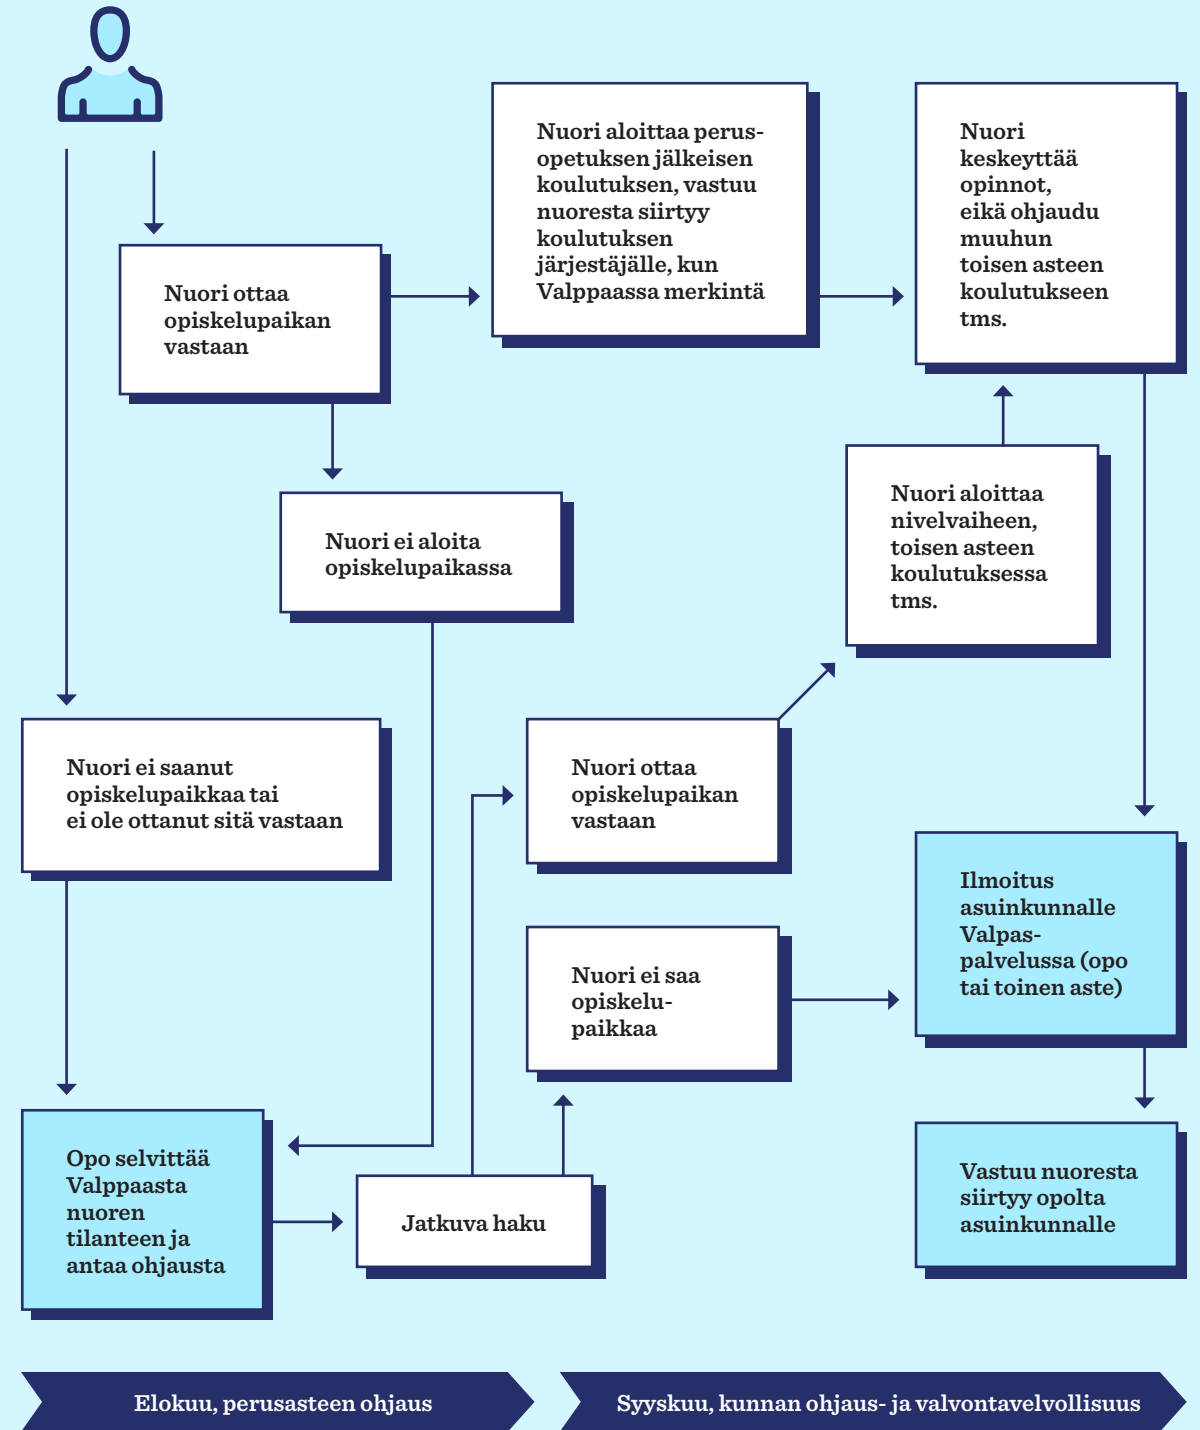 Nuori aloittaa perus-
opetuksen jälkeisen
koulutuksen, vastuu
nuoresta siirtyy
koulutuksen
järjestäjälle, kun
Valppaassa merkintä
Nuori
keskeyttää
opinnot,
eikä ohjaudu
muuhun
toisen asteen
koulutukseen
tms.
Nuori ottaa
opiskelupaikan
vastaan
Nuori ei aloita
opiskelupaikassa
Nuori aloittaa
nivelvaiheen,
toisen asteen
koulutuksessa
tms.
Nuori ei saanut
opiskelupaikkaa tai
ei ole ottanut sitä vastaan
Nuori ottaa
opiskelupaikan
vastaan
Ilmoitus
asuinkunnalle
Valpas-
palvelussa (opo
tai toinen aste)
Nuori ei saa
opiskelu-
paikkaa
Opo selvittää
Valppaasta
nuoren
tilanteen ja
antaa ohjausta
Jatkuva haku
Vastuu nuoresta
siirtyy opolta
asuinkunnalle
Elokuu, perusasteen ohjaus
Syyskuu, kunnan ohjaus- ja valvontavelvollisuus